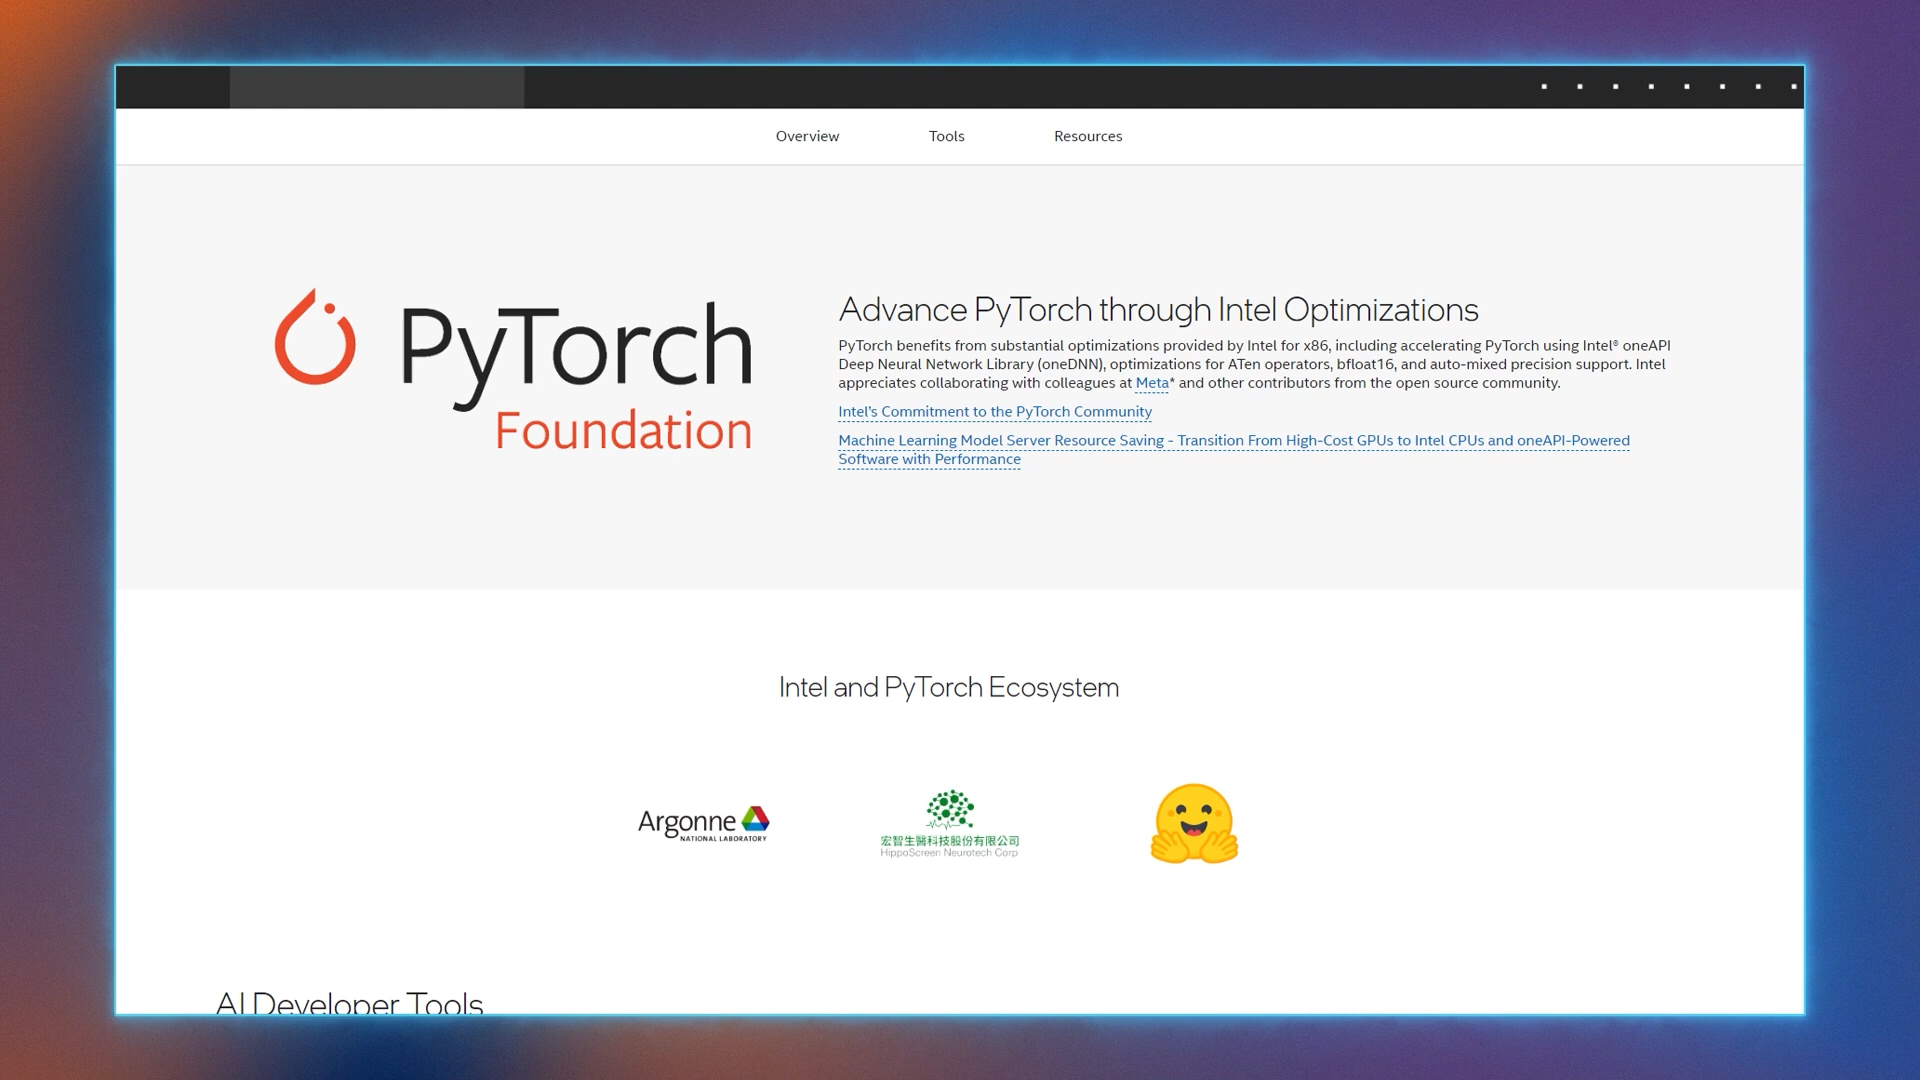 Overview
Tools
Resources
PyTorch
Foundation
Advance PyTorch through Intel Optimizations
PyTorch benefits from substantial optimizations provided by Intel for x86, including accelerating PyTorch using Intel® oneAPI
Deep Neural Network Library (oneDNN), optimizations for ATen operators, bfloat16, and auto-mixed precision support. Intel
appreciates collaborating with colleagues at Meta* and other contributors from the open source community.
Intel’s Commitment to the PyTorch Community
Machine Learning Model Server Resource Saving - Transition From High-Cost GPUs to Intel CPUs and oneAPI-Powered
Software with Performance
Intel and PyTorch Ecosystem
Argonne
NATIONAL LABORATORY
宏智生醫科技股份有限公司
HippoScreen Neurotech Corp
AI Developer Tools